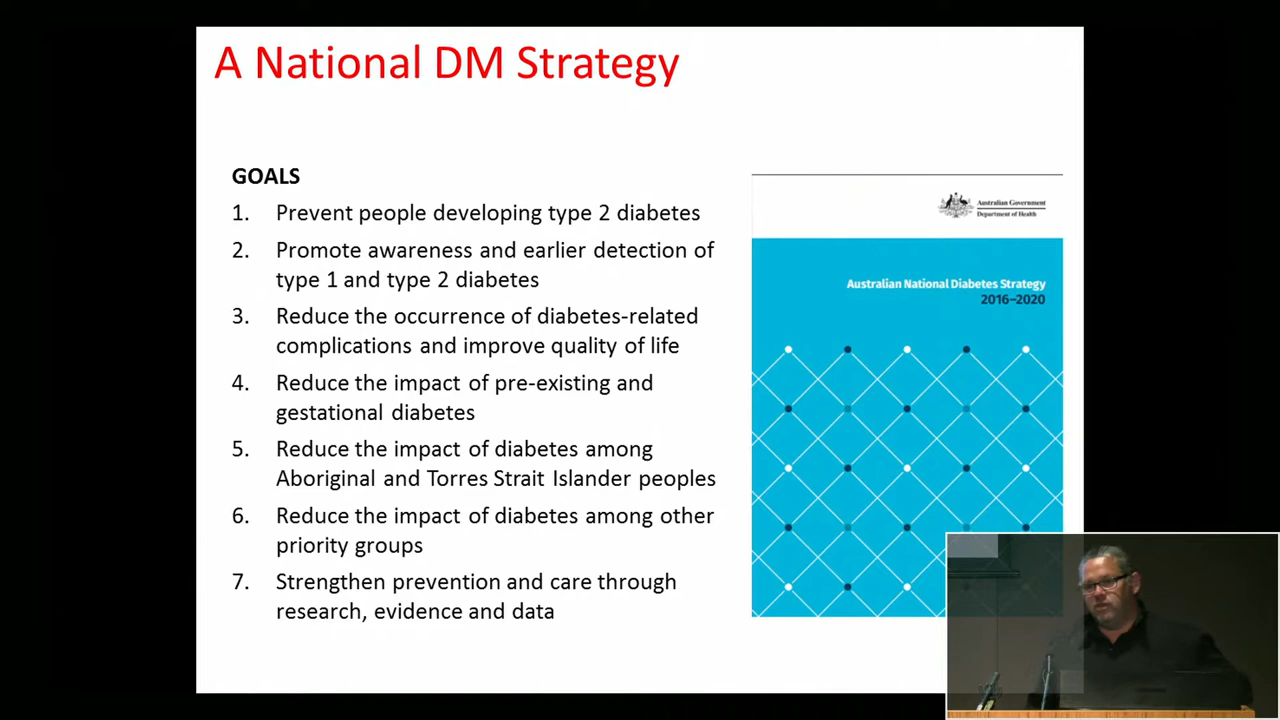 A National DM Strategy
GOALS
1. Prevent people developing type 2 diabetes
2. Promote awareness and earlier detection of
type 1 and type 2 diabetes
3. Reduce the occurrence of diabetes-related
complications and improve quality of life
4. Reduce the impact of pre-existing and
gestational diabetes
5. Reduce the impact of diabetes among
Aboriginal and Torres Strait Islander peoples
6. Reduce the impact of diabetes among other
priority groups
7. Strengthen prevention and care through
research, evidence and data
Australian Government
Department of Health
Australian National Diabetes Strategy
2016–2020